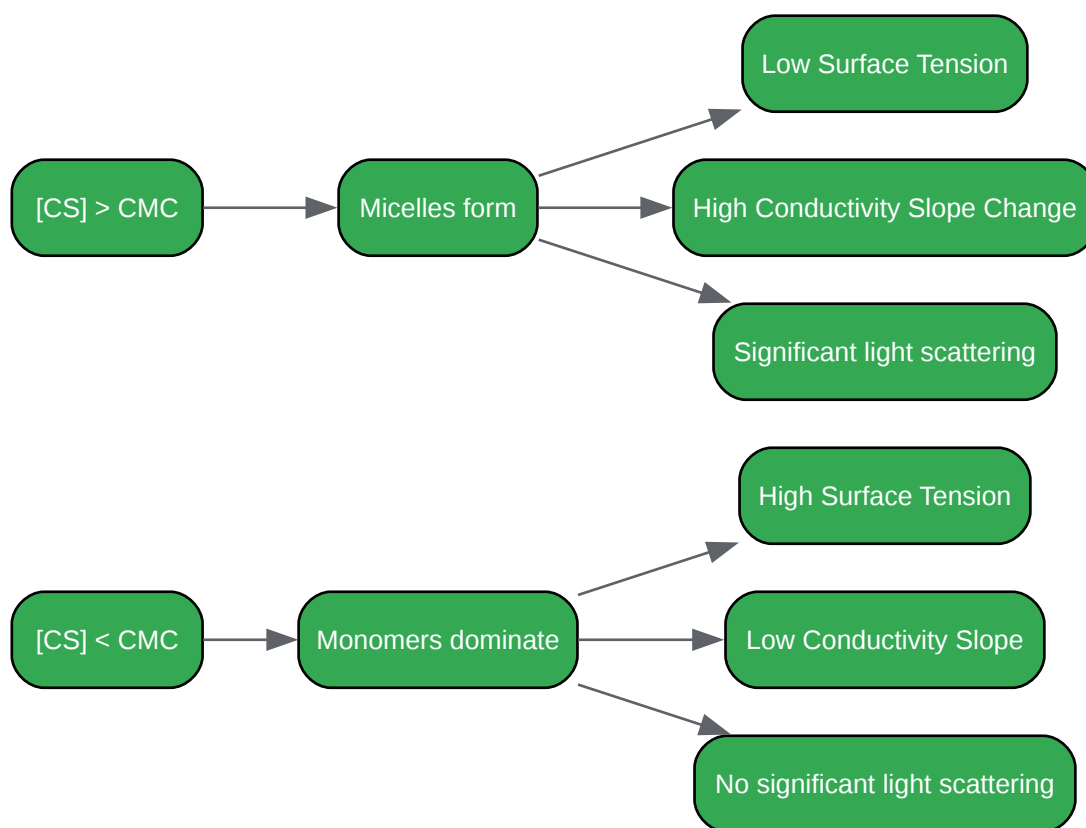 [CS] > CMC
Micelles form
Low Surface Tension
High Conductivity Slope Change
Significant light scattering
[CS] < CMC
Monomers dominate
High Surface Tension
Low Conductivity Slope
No significant light scattering